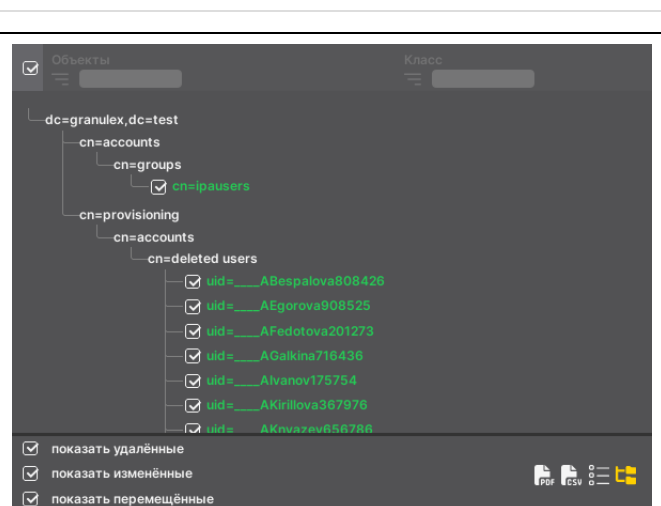 Объекты Класс
dc=granulex,dc=test
cn=accounts
cn=groups
cn=ipausers
cn=provisioning
cn=accounts
cn=deleted users
uid=____ABespalova808426
uid=____AEgorova908525
uid=____AFedotova201273
uid=____AGalkina716436
uid=____AIvanov175754
uid=____AKirillova367976
uid=____AKnyazev656786
показать удалённые
показать изменённые
PDF CSV
показать перемещённые